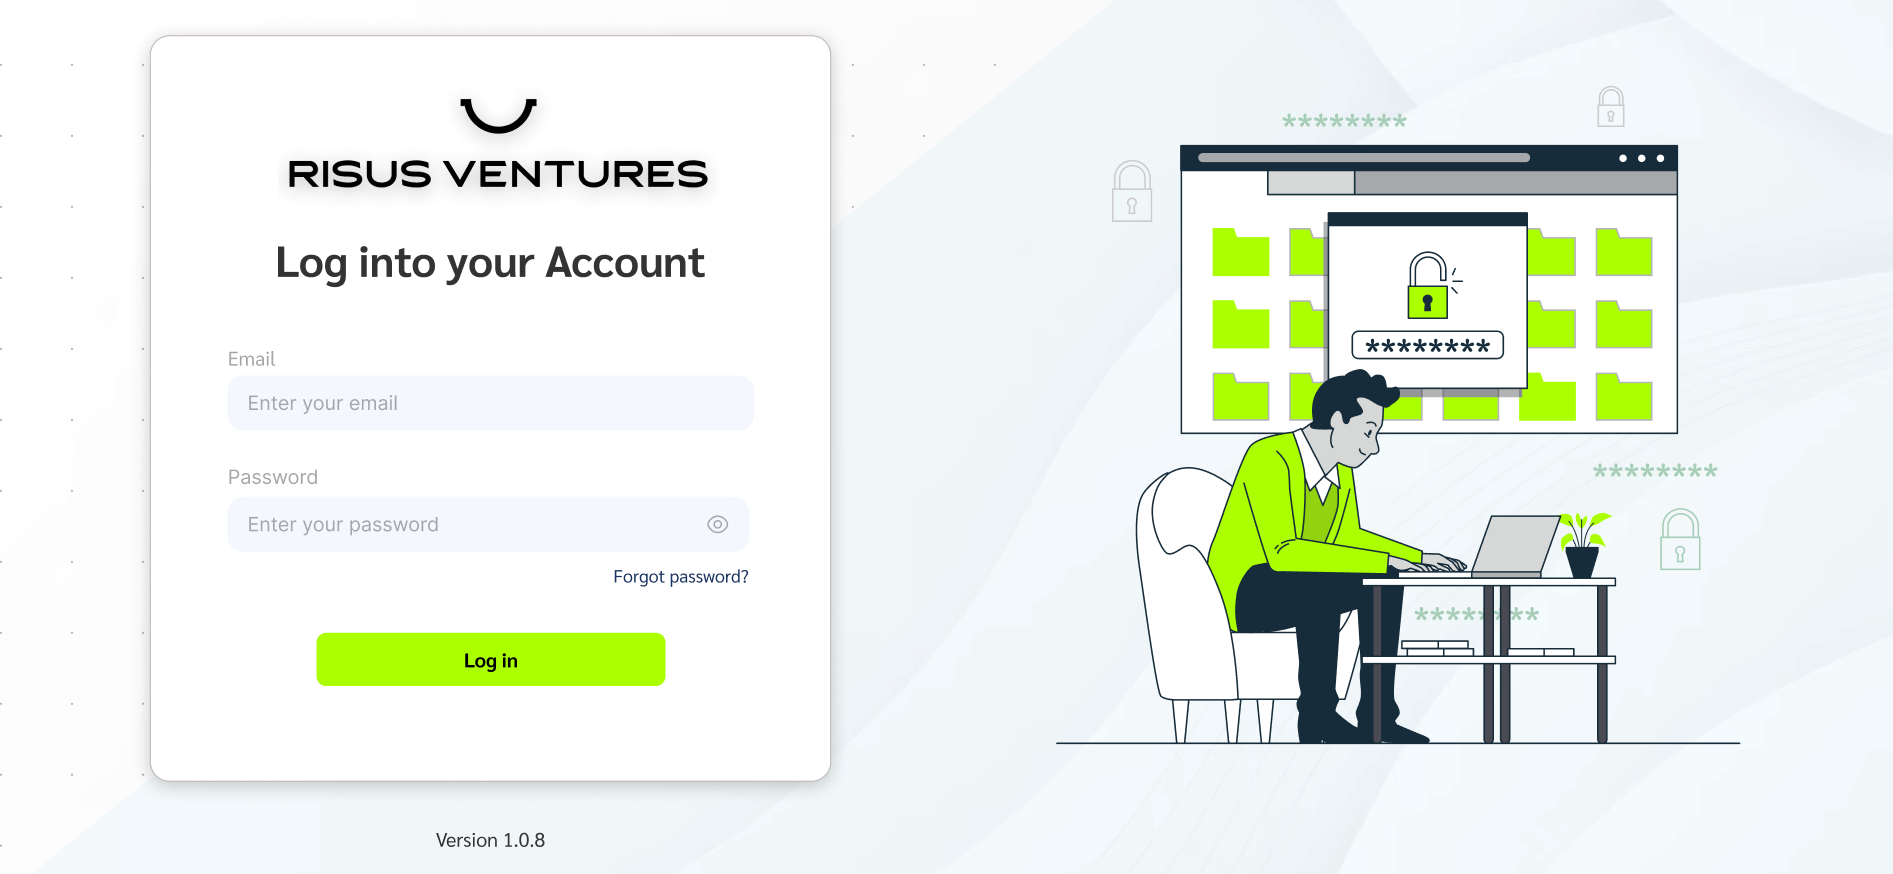 RISUS VENTURES
Log into your Account
Email
Enter your email
Password
Enter your password
Forgot password?
Log in
Version 1.0.8
********
********
********
********